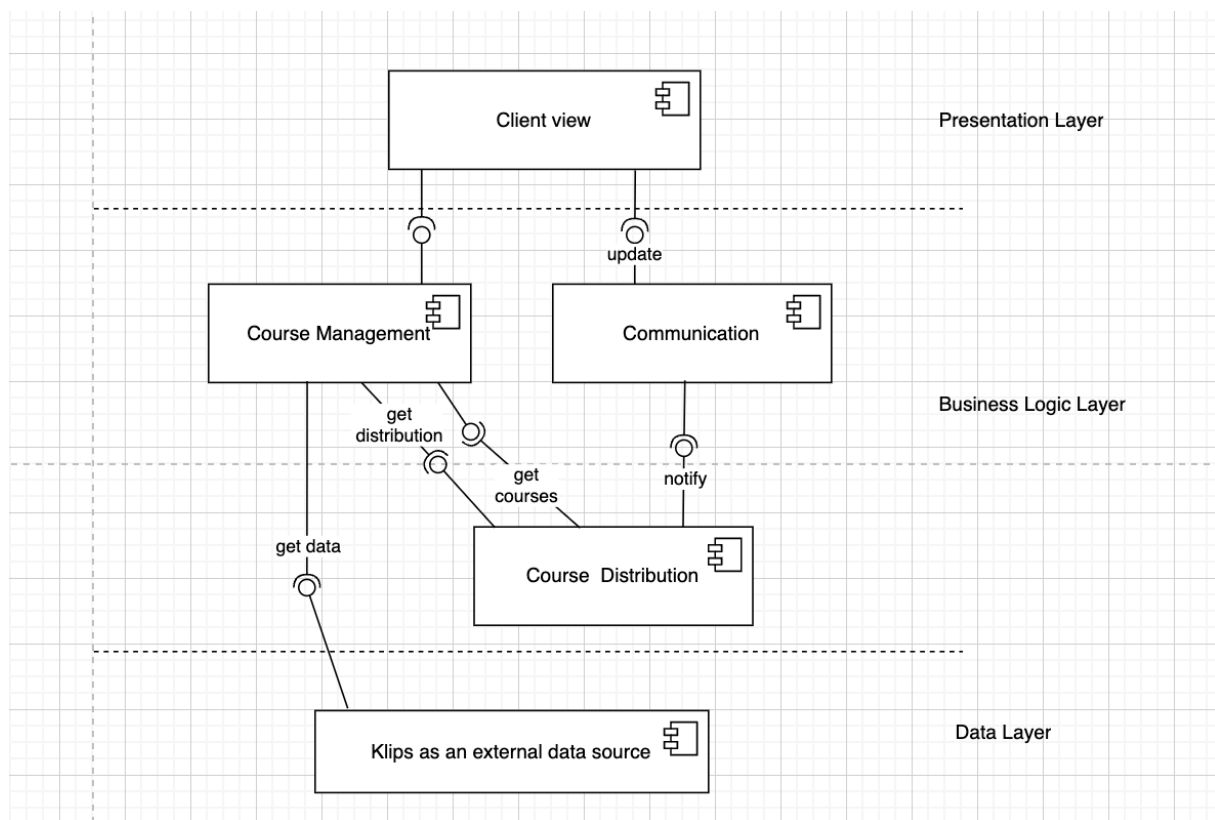 Client view
Presentation Layer
update
Course Management
Communication
Business Logic Layer
get
distribution
get
courses
notify
get data
Course Distribution
Klips as an external data source
Data Layer